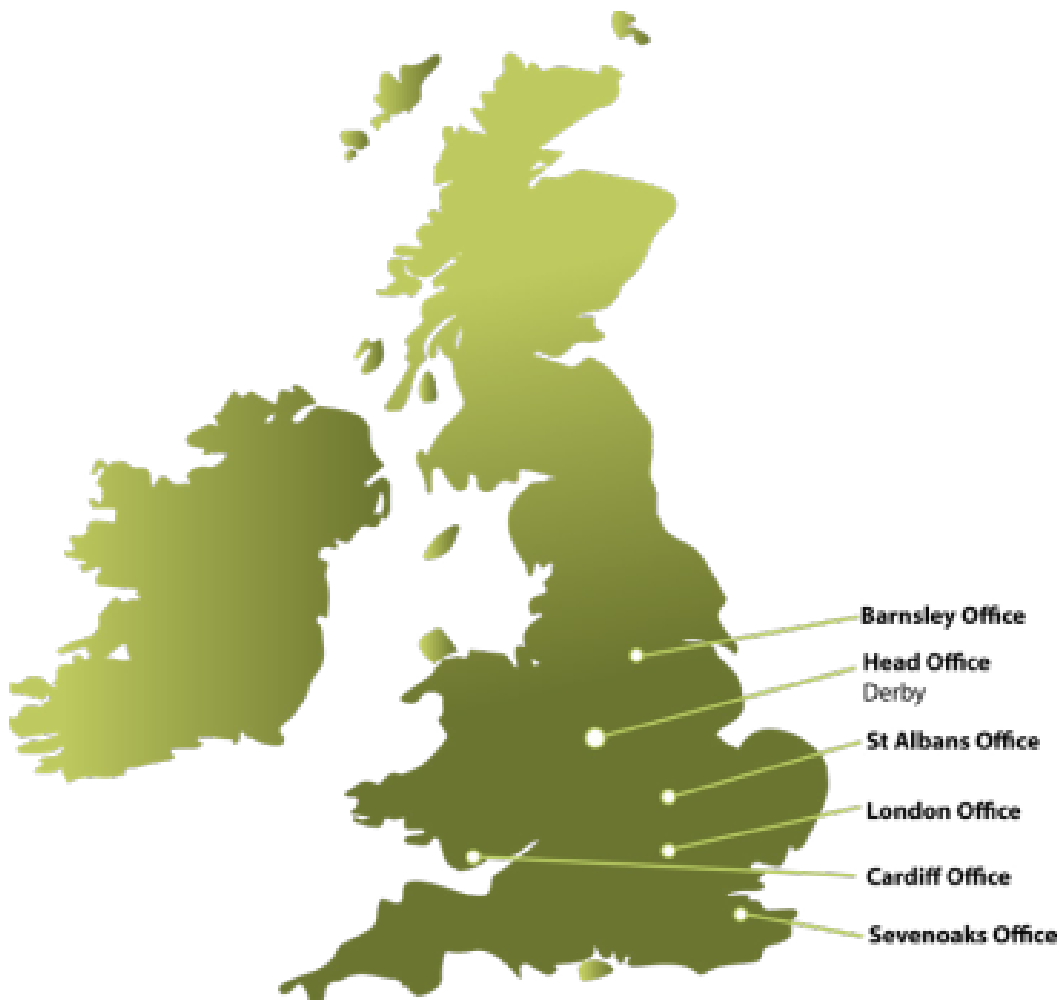 Barnsley Office
Head Office
Derby
St Albans Office
London Office
Cardiff Office
Sevenoaks Office